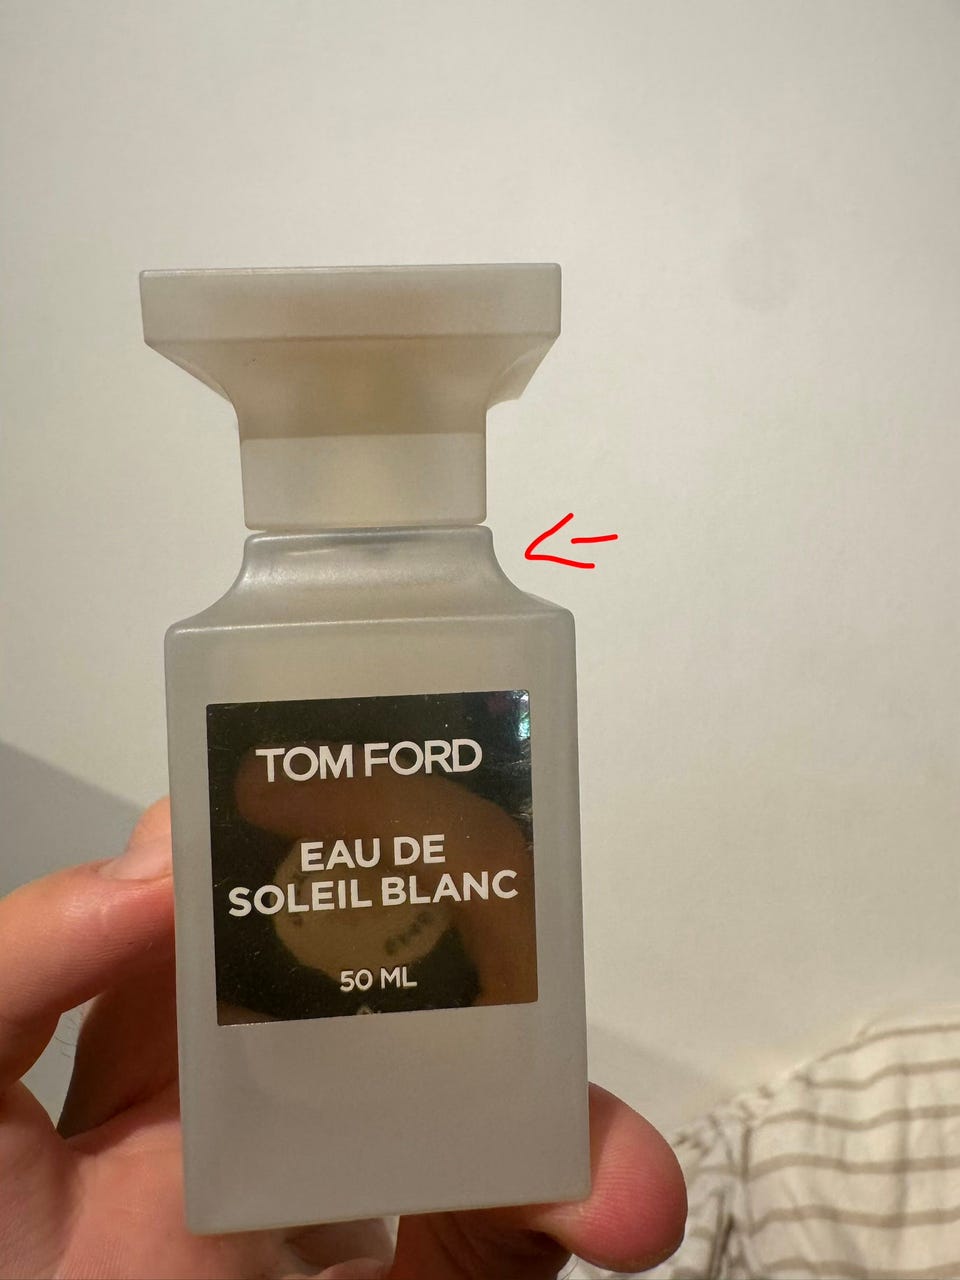 TOM FORD
EAU DE
SOLEIL BLANC
50 ML